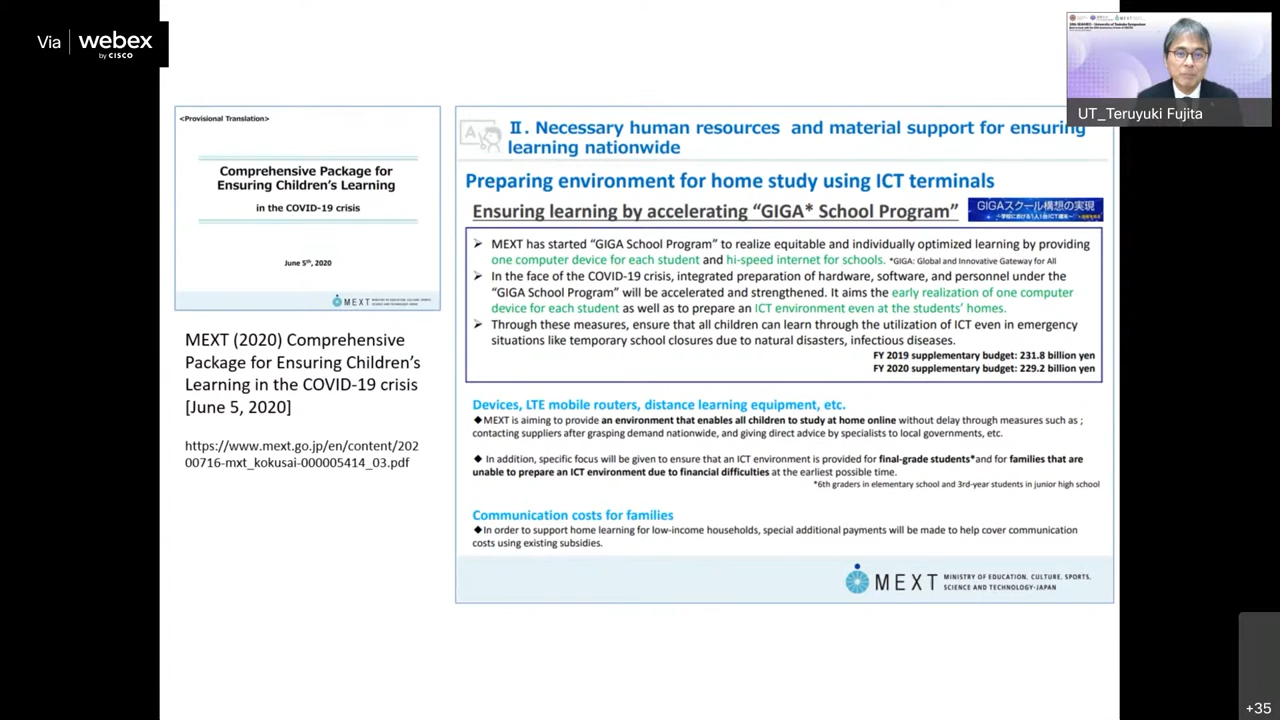 Via webex
by CISCO
UT_Teruyuki Fujita
<Provisional Translation>
Comprehensive Package for
Ensuring Children's Learning
in the COVID-19 crisis
June 5th, 2020
MEXT
MINISTRY OF EDUCATION, CULTURE, SPORTS,
SCIENCE AND TECHNOLOGY-JAPAN
MEXT (2020) Comprehensive
Package for Ensuring Children's
Learning in the COVID-19 crisis
[June 5, 2020]
https://www.mext.go.jp/en/content/202
00716-mxt_kokusai-000005414_03.pdf
Ⅱ. Necessary human resources and material support for ensuring
learning nationwide
Preparing environment for home study using ICT terminals
Ensuring learning by accelerating "GIGA* School Program"
GIGAスクール構想の実現
➢ MEXT has started "GIGA School Program" to realize equitable and individually optimized learning by providing
one computer device for each student and hi-speed internet for schools. *GIGA: Global and Innovative Gateway for All
➢ In the face of the COVID-19 crisis, integrated preparation of hardware, software, and personnel under the
"GIGA School Program" will be accelerated and strengthened. It aims the early realization of one computer
device for each student as well as to prepare an ICT environment even at the students' homes.
➢ Through these measures, ensure that all children can learn through the utilization of ICT even in emergency
situations like temporary school closures due to natural disasters, infectious diseases.
FY 2019 supplementary budget: 231.8 billion yen
FY 2020 supplementary budget: 229.2 billion yen
Devices, LTE mobile routers, distance learning equipment, etc.
◆MEXT is aiming to provide an environment that enables all children to study at home online without delay through measures such as ;
contacting suppliers after grasping demand nationwide, and giving direct advice by specialists to local governments, etc.
◆ In addition, specific focus will be given to ensure that an ICT environment is provided for final-grade students*and for families that are
unable to prepare an ICT environment due to financial difficulties at the earliest possible time.
*6th graders in elementary school and 3rd-year students in junior high school
Communication costs for families
◆In order to support home learning for low-income households, special additional payments will be made to help cover communication
costs using existing subsidies.
MEXT
MINISTRY OF EDUCATION, CULTURE, SPORTS,
SCIENCE AND TECHNOLOGY-JAPAN
+35